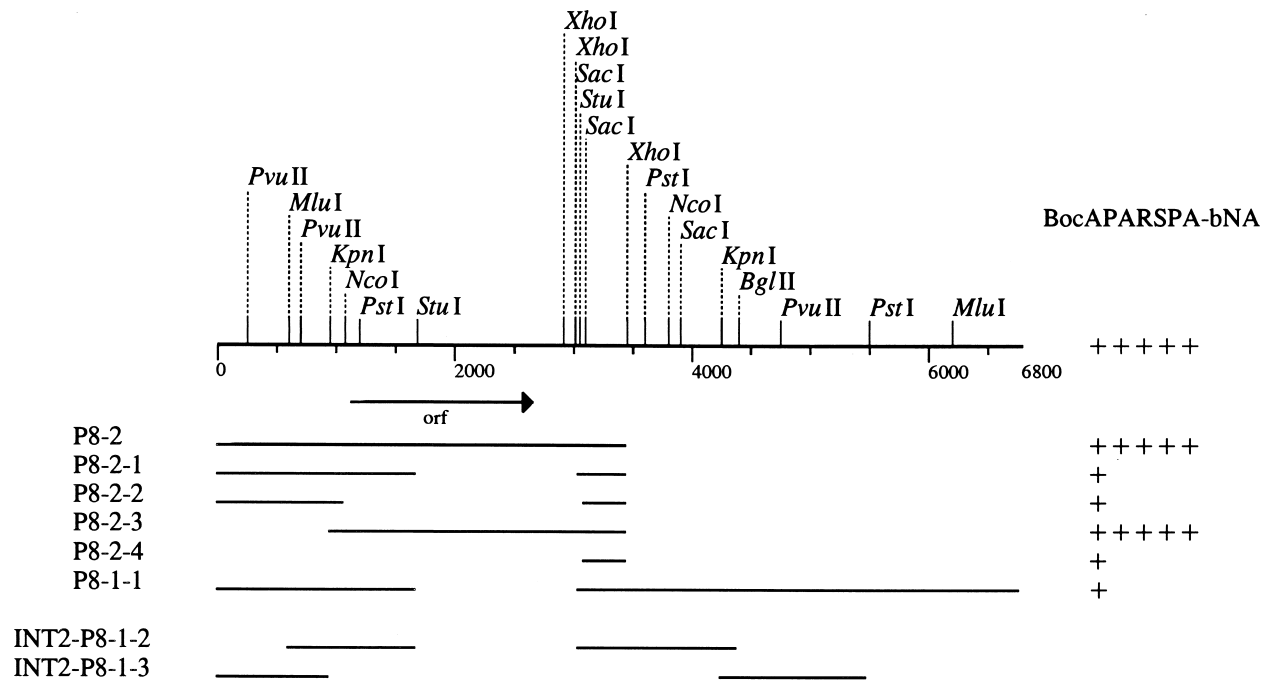 XhoI
XhoI
SacI
StuI
SacI
XhoI
PstI
PvuII
MluI
NcoI
BocAPARSPA-bNA
PvuII
SacI
KpnI
KpnI
NcoI
BglII
PstI StuI PvuII PstI MluI
+ + + + +
0 2000 4000 6000 6800
orf
P8-2 + + + + +
P8-2-1 +
P8-2-2 +
P8-2-3 + + + + +
P8-2-4 +
P8-1-1 +
INT2-P8-1-2
INT2-P8-1-3